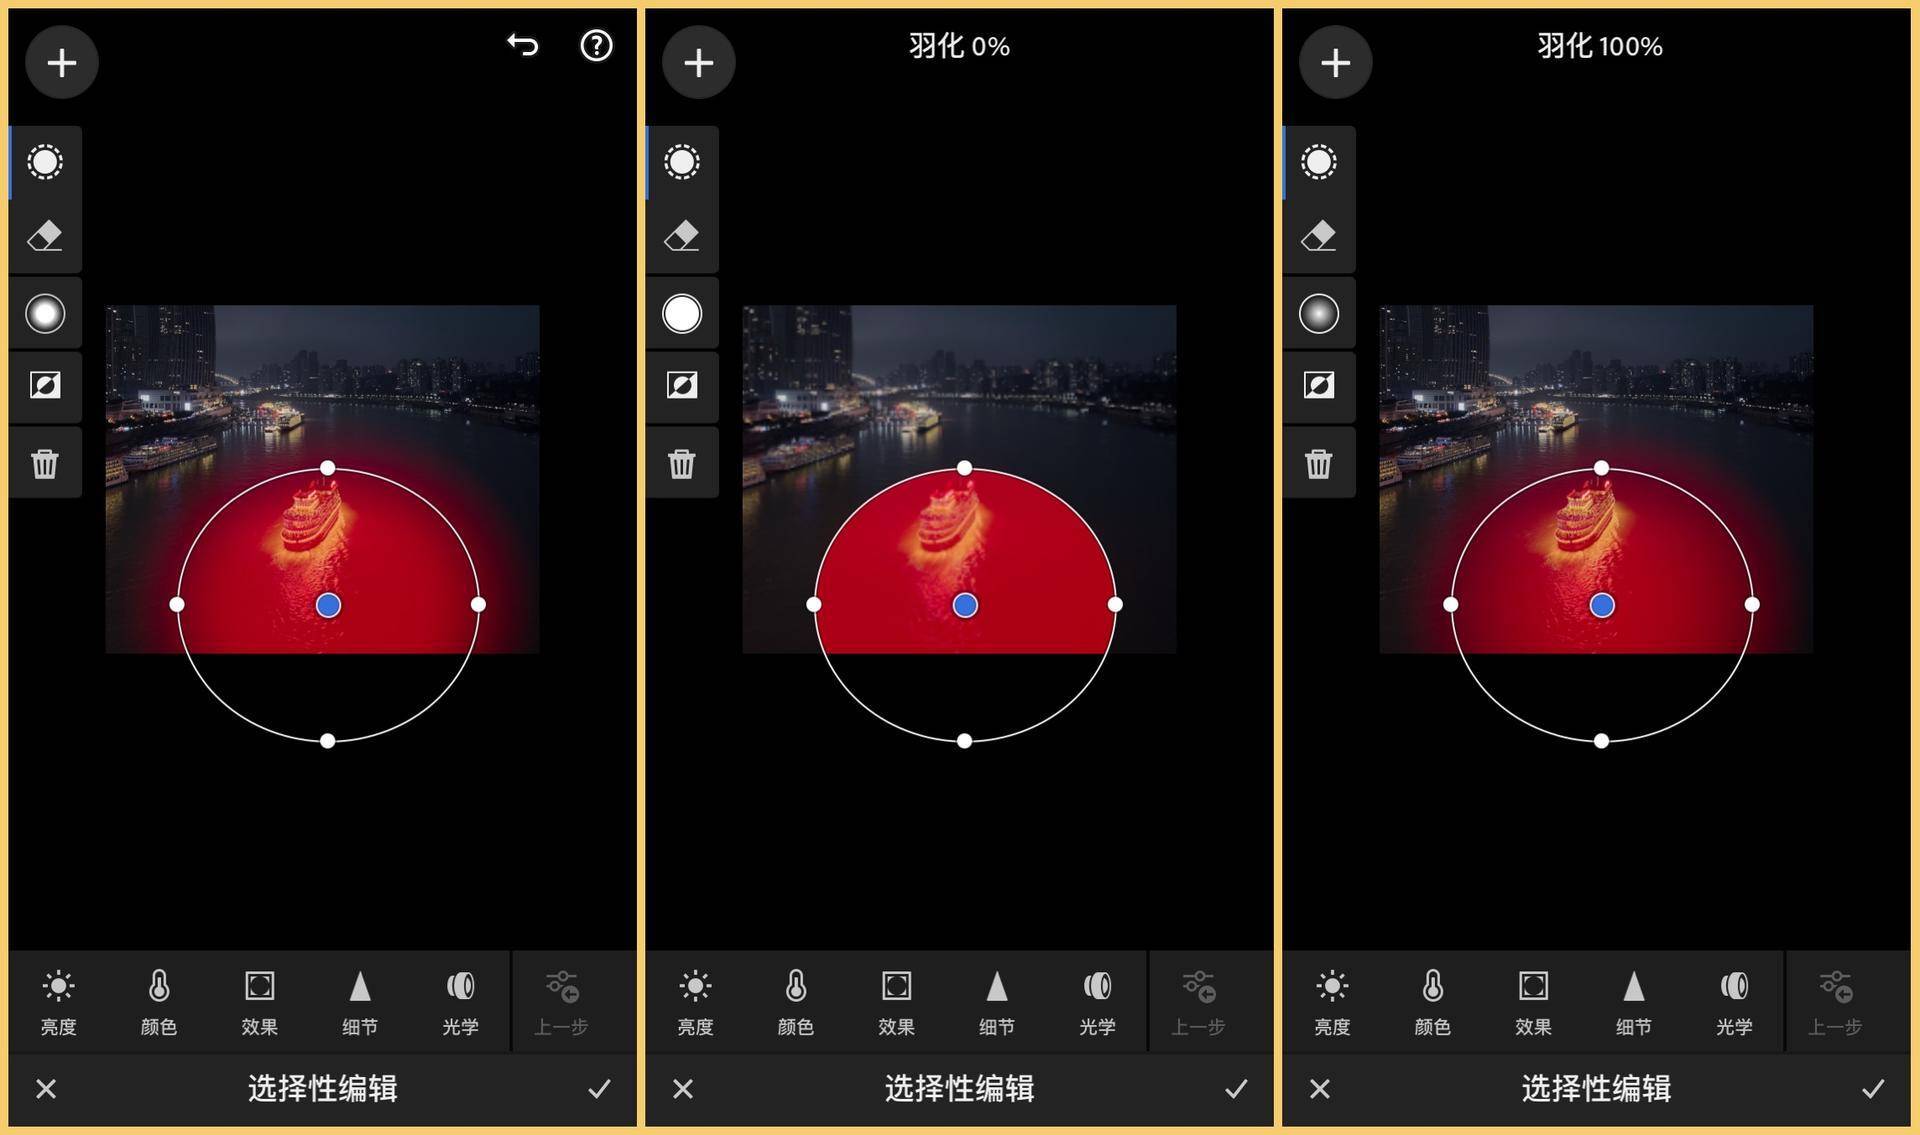 羽化 0%
羽化 100%
亮度 颜色 效果 细节 光学 上一步
亮度 颜色 效果 细节 光学 上一步
亮度 颜色 效果 细节 光学 上一步
选择性编辑
选择性编辑
选择性编辑